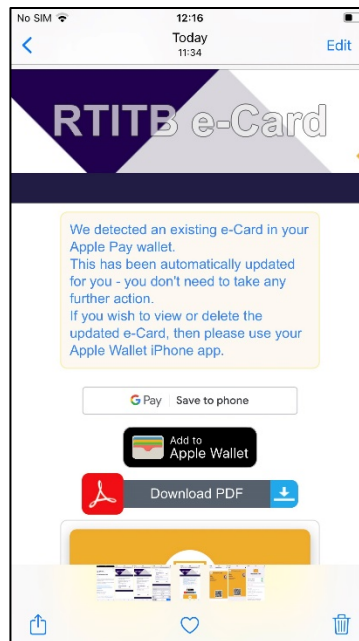 No SIM 12:16
Today
11:34
Edit
RTITB e-Card
We detected an existing e-Card in your
Apple Pay wallet.
This has been automatically updated
for you - you don't need to take any
further action.
If you wish to view or delete the
updated e-Card, then please use your
Apple Wallet iPhone app.
G Pay Save to phone
Add to
Apple Wallet
Download PDF